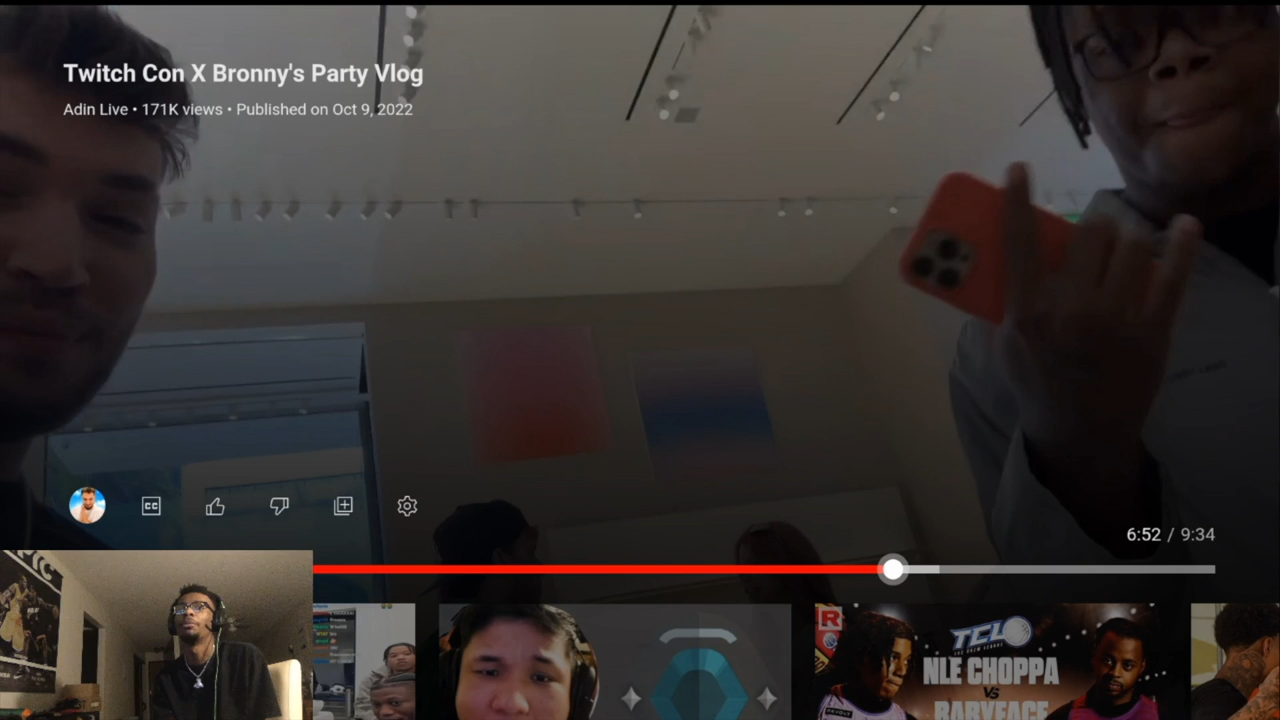 Twitch Con X Bronny's Party Vlog
Adin Live • 171K views • Published on Oct 9, 2022
CC
6:52 / 9:34
R
TCL
NLE CHOPPA
VS
BABYFACE